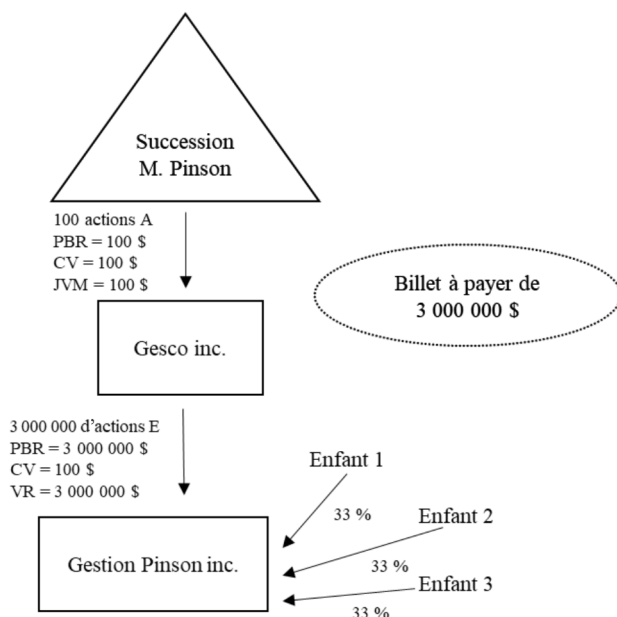 Succession
M. Pinson
100 actions A
PBR = 100 $
CV = 100 $
JVM = 100 $
Billet à payer de
3 000 000 $
Gesco inc.
3 000 000 d'actions E
PBR = 3 000 000 $
CV = 100 $
VR = 3 000 000 $
Enfant 1
33 %
Enfant 2
Gestion Pinson inc.
33 %
Enfant 3
33 %